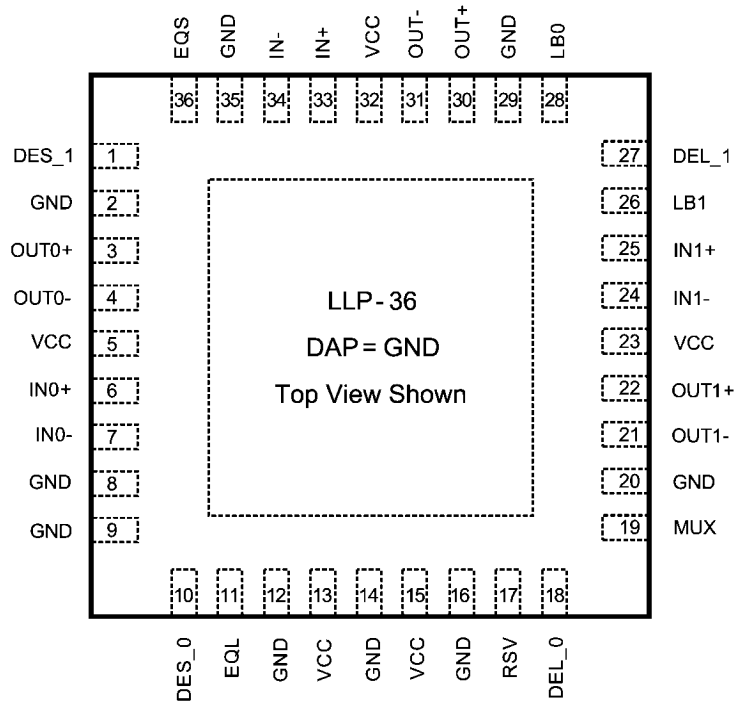 EQS GND IN- IN+ VCC OUT- OUT+ GND LB0
36 35 34 33 32 31 30 29 28
DES_1 1 27 DEL_1
GND 2 26 LB1
OUT0+ 3 25 IN1+
OUT0- 4 24 IN1-
VCC 5 23 VCC
IN0+ 6 22 OUT1+
IN0- 7 21 OUT1-
GND 8 20 GND
GND 9 19 MUX
LLP-36
DAP = GND
Top View Shown
10 11 12 13 14 15 16 17 18
DES_0 EQL GND VCC GND VCC GND RSV DEL_0